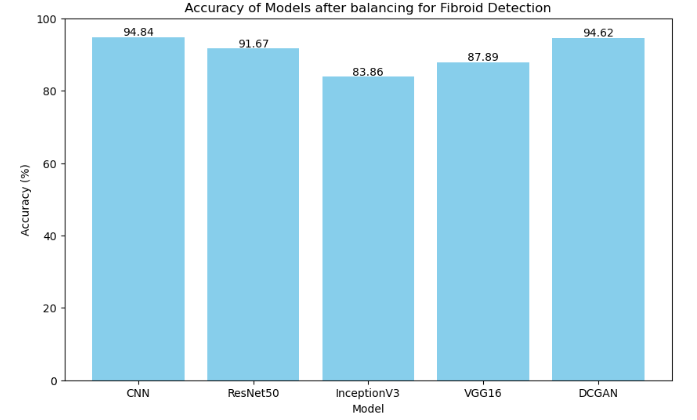 Accuracy of Models after balancing for Fibroid Detection
100
80
60
40
20
0
Accuracy (%)
94.84
91.67
83.86
87.89
94.62
CNN ResNet50 InceptionV3 VGG16 DCGAN
Model